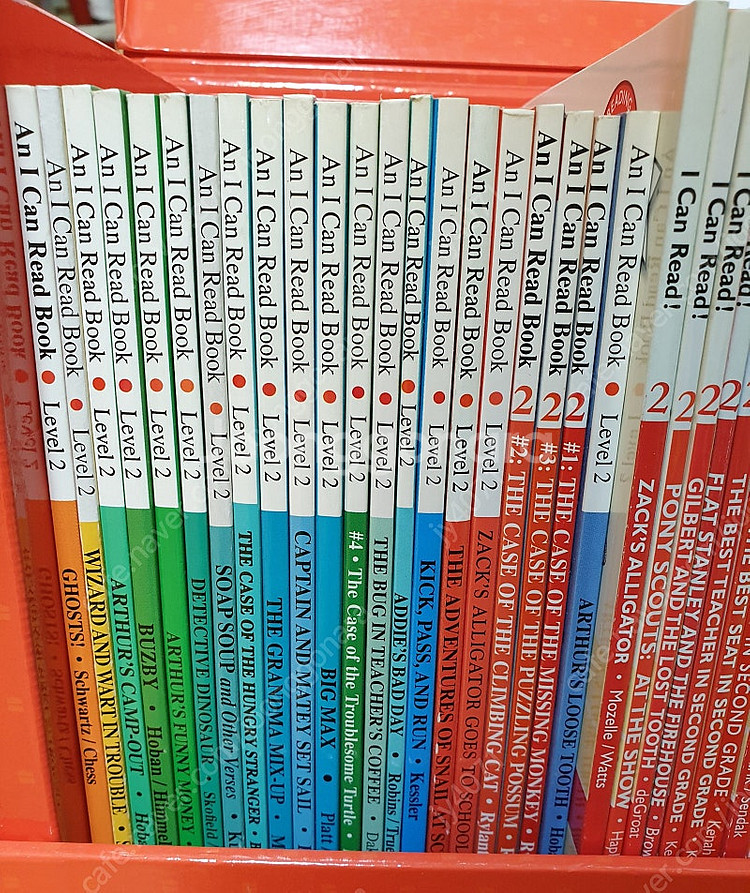 READING
An I Can Read Book • Level 2 GHOSTS! • Schwartz / Chess
An I Can Read Book • Level 2 WIZARD AND WART IN TROUBLE •
An I Can Read Book • Level 2 ARTHUR'S CAMP-OUT • Hoba
An I Can Read Book • Level 2 BUZBY • Hoban / Himmel
An I Can Read Book • Level 2 ARTHUR'S FUNNY MONEY •
An I Can Read Book • Level 2 DETECTIVE DINOSAUR • Skofield
An I Can Read Book • Level 2 SOAP SOUP and Other Verses •
An I Can Read Book • Level 2 THE CASE OF THE HUNGRY STRANGER •
An I Can Read Book • Level 2 THE GRANDMA MIX-UP • M
An I Can Read Book • Level 2 CAPTAIN AND MATEY SET SAIL •
An I Can Read Book • Level 2 BIG MAX • Platt
An I Can Read Book • Level 2 #4 • The Case of the Troublesome Turtle •
An I Can Read Book • Level 2 THE BUG IN TEACHER'S COFFEE •
An I Can Read Book • Level 2 ADDIE'S BAD DAY • Robins / True
An I Can Read Book • Level 2 KICK, PASS, AND RUN • Kessler
An I Can Read Book • Level 2 THE ADVENTURES OF SNAIL AT SC
An I Can Read Book • Level 2 ZACK'S ALLIGATOR GOES TO SCHOOL
An I Can Read Book 2 #2: THE CASE OF THE CLIMBING CAT • Rylan
An I Can Read Book 2 #3: THE CASE OF THE PUZZLING POSSUM • R
An I Can Read Book 2 #1: THE CASE OF THE MISSING MONKEY • R
An I Can Read Book • Level 2 ARTHUR'S LOOSE TOOTH • Hob
An I Can Read Book 2 ZACK'S ALLIGATOR • Mozelle / Watts
I Can Read! 2 PONY SCOUTS: AT THE SHOW • Hap
I Can Read! 2 GILBERT AND THE LOST TOOTH • deGroat
I Can Read! 2 FLAT STANLEY AND THE FIREHOUSE • Brow
THE BEST TEACHER IN SECOND GRADE • Kenah
THE BEST SEAT IN SECOND GRADE